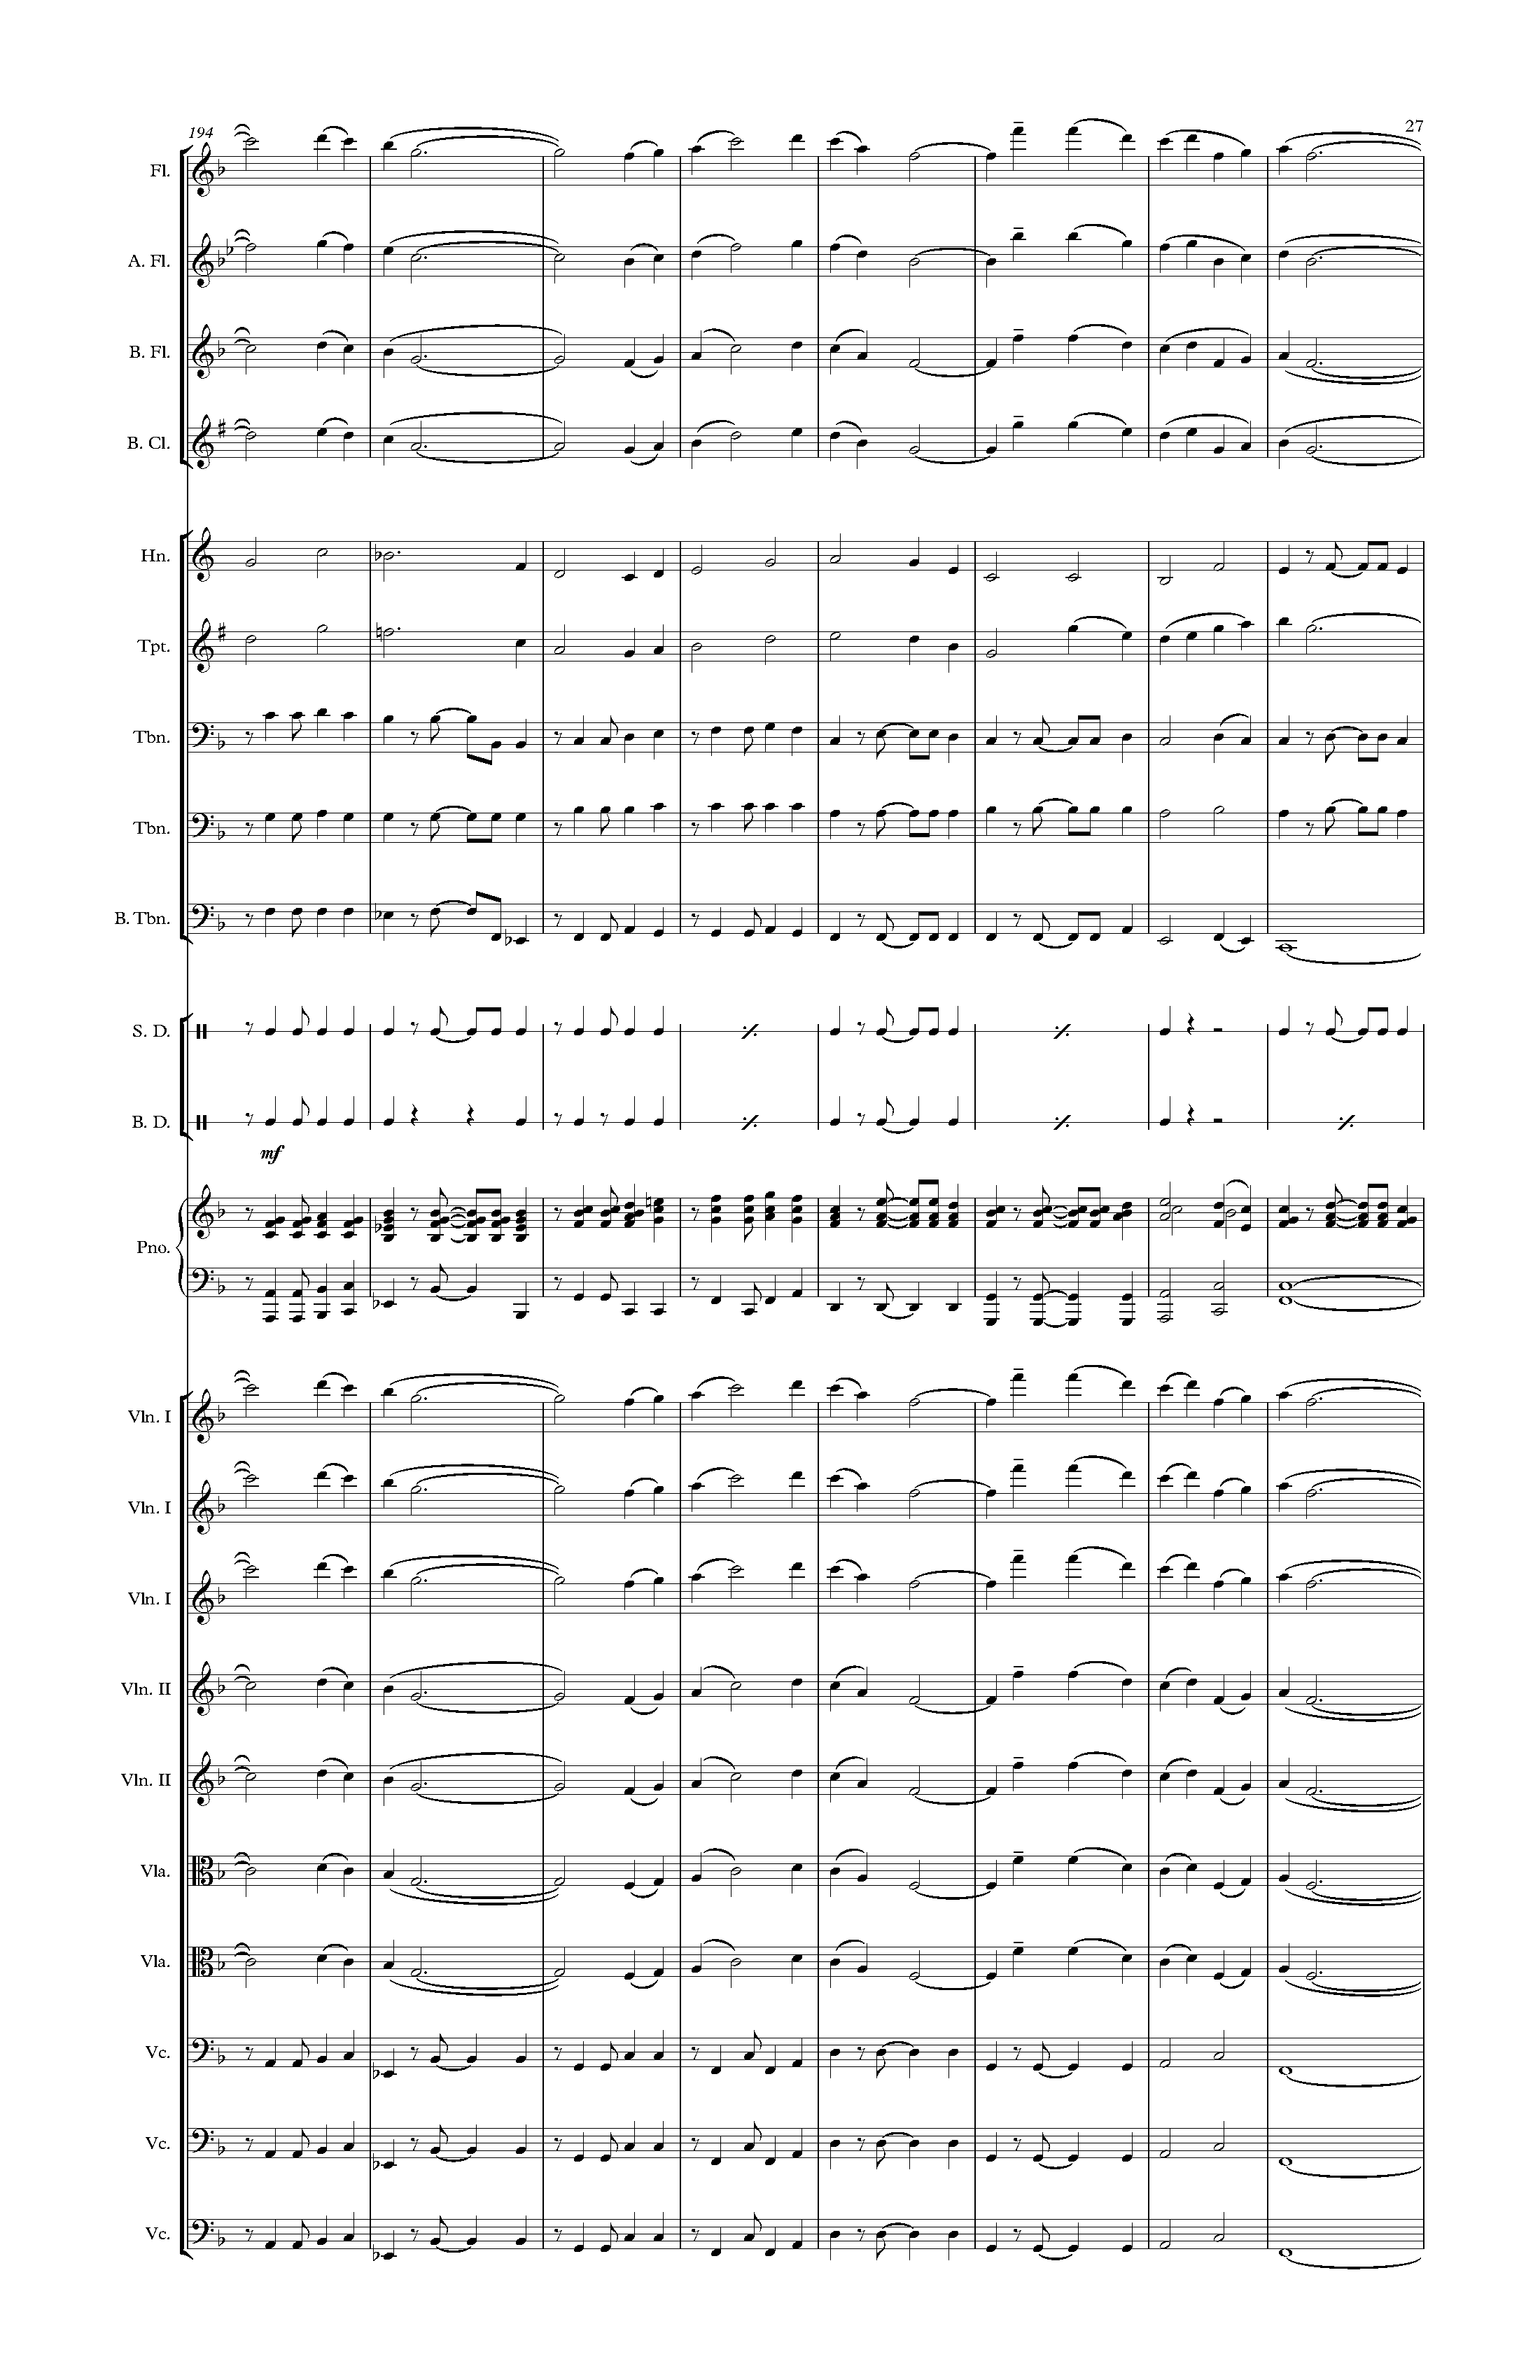 194
27
Fl.
A. Fl.
B. Fl.
B. Cl.
Hn.
Tpt.
Tbn.
Tbn.
B. Tbn.
S. D.
B. D.
mf
Pno.
Vln. I
Vln. I
Vln. I
Vln. II
Vln. II
Vla.
Vla.
Vc.
Vc.
Vc.